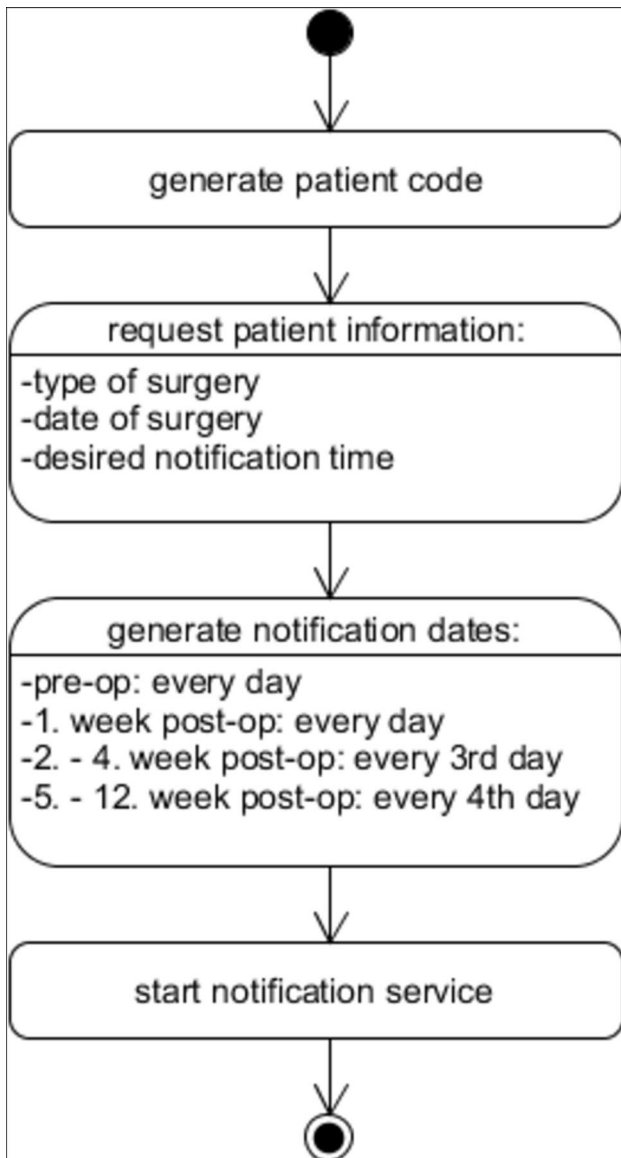 generate patient code
request patient information:
-type of surgery
-date of surgery
-desired notification time
generate notification dates:
-pre-op: every day
-1. week post-op: every day
-2. - 4. week post-op: every 3rd day
-5. - 12. week post-op: every 4th day
start notification service